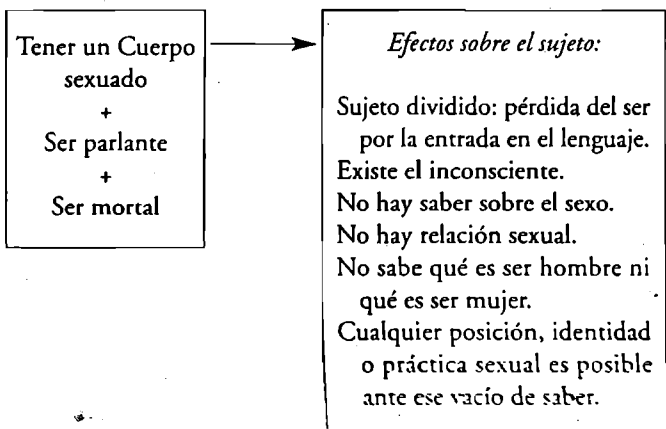 Tener un Cuerpo
sexuado
+
Ser parlante
+
Ser mortal
Efectos sobre el sujeto:
Sujeto dividido: pérdida del ser
por la entrada en el lenguaje.
Existe el inconsciente.
No hay saber sobre el sexo.
No hay relación sexual.
No sabe qué es ser hombre ni
qué es ser mujer.
Cualquier posición, identidad
o práctica sexual es posible
ante ese vacío de saber.